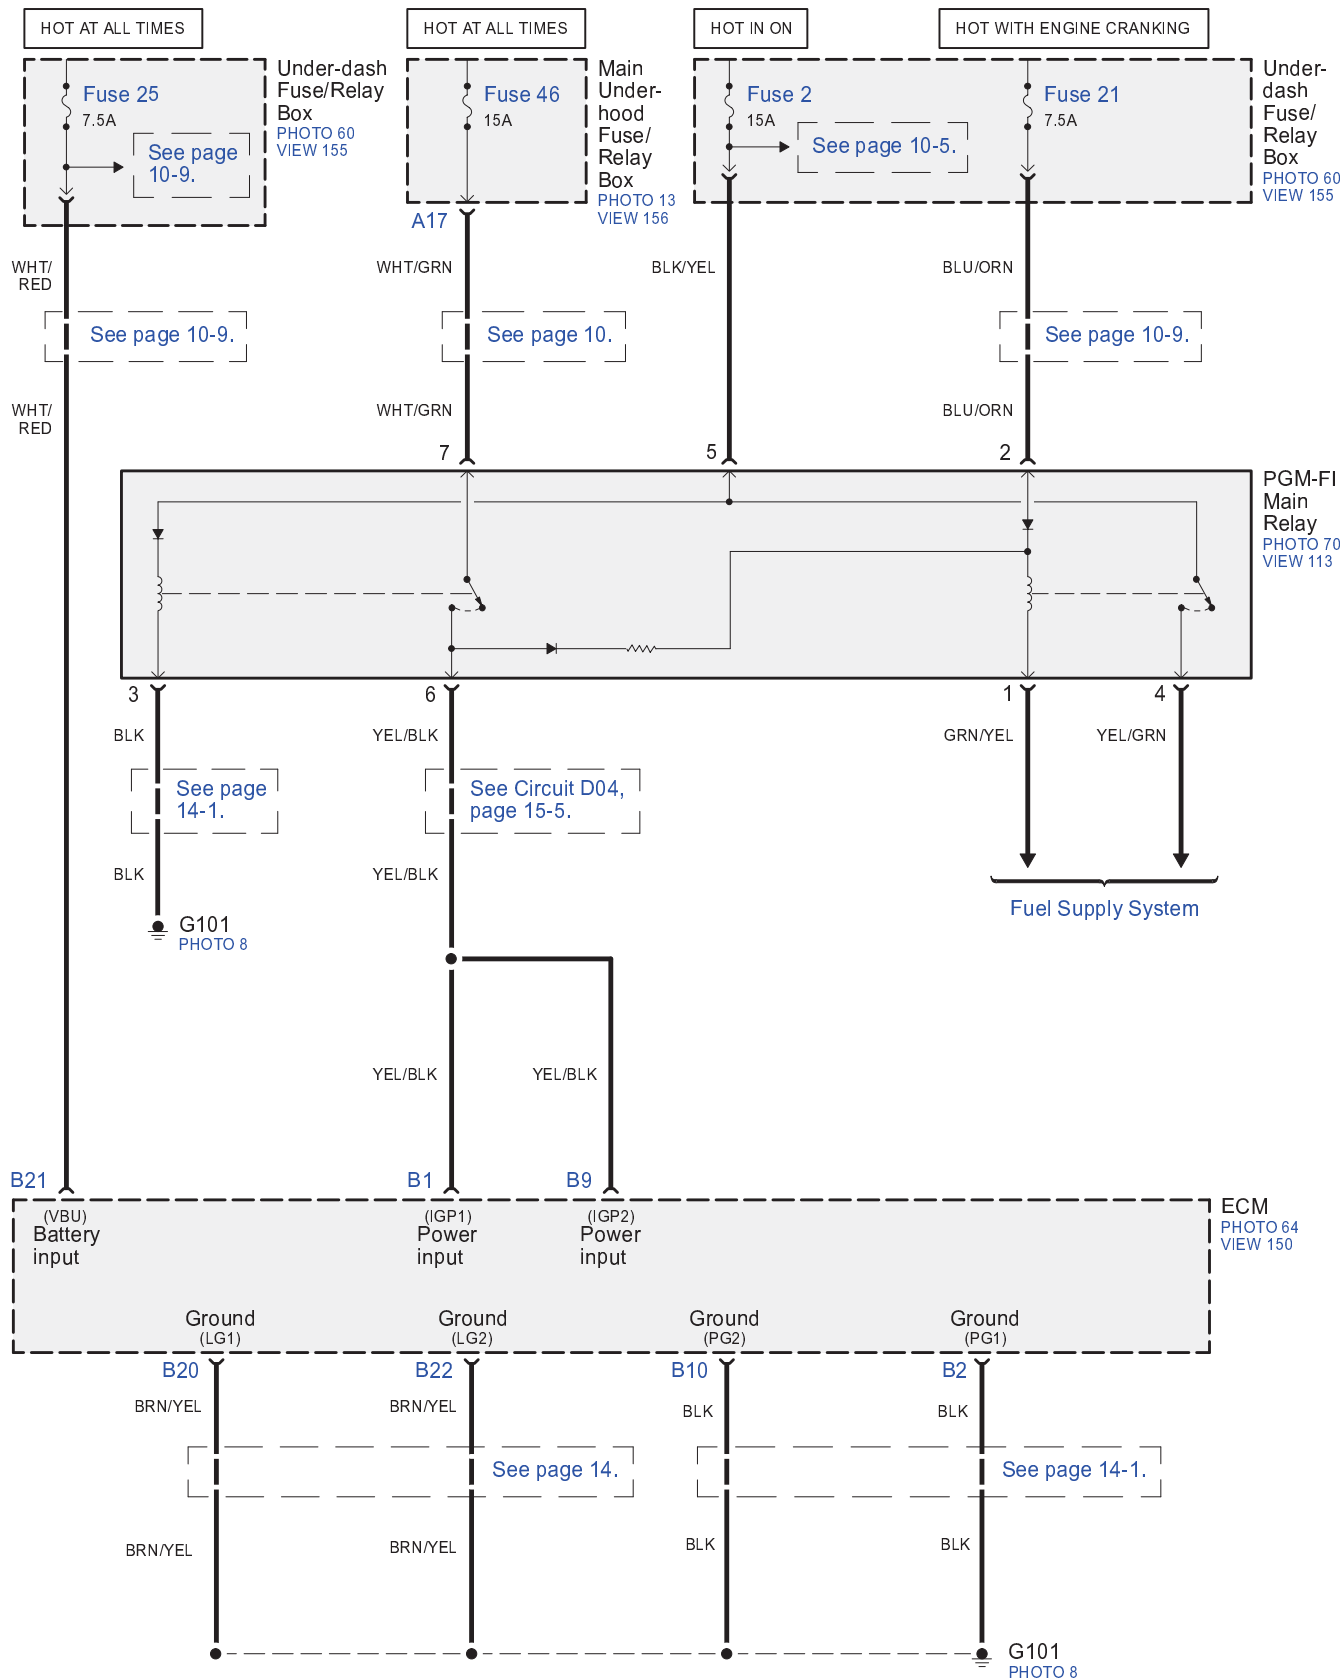 HOT AT ALL TIMES
HOT AT ALL TIMES
HOT IN ON
HOT WITH ENGINE CRANKING
Fuse 25
7.5A
See page
10-9.
Under-dash
Fuse/Relay
Box
PHOTO 60
VIEW 155
Fuse 46
15A
Main
Under-
hood
Fuse/
Relay
Box
PHOTO 13
VIEW 156
Fuse 2
15A
See page 10-5.
Fuse 21
7.5A
Under-
dash
Fuse/
Relay
Box
PHOTO 60
VIEW 155
A17
WHT/
RED
WHT/GRN
BLK/YEL
BLU/ORN
See page 10-9.
See page 10.
See page 10-9.
WHT/
RED
WHT/GRN
BLU/ORN
7
5
2
PGM-FI
Main
Relay
PHOTO 70
VIEW 113
3
6
1
4
BLK
YEL/BLK
GRN/YEL
YEL/GRN
See page
14-1.
See Circuit D04,
page 15-5.
BLK
YEL/BLK
G101
PHOTO 8
Fuel Supply System
YEL/BLK
YEL/BLK
B21
B1
B9
(VBU)
Battery
input
(IGP1)
Power
input
(IGP2)
Power
input
ECM
PHOTO 64
VIEW 150
Ground
(LG1)
Ground
(LG2)
Ground
(PG2)
Ground
(PG1)
B20
B22
B10
B2
BRN/YEL
BRN/YEL
BLK
BLK
See page 14.
See page 14-1.
BRN/YEL
BRN/YEL
BLK
BLK
G101
PHOTO 8